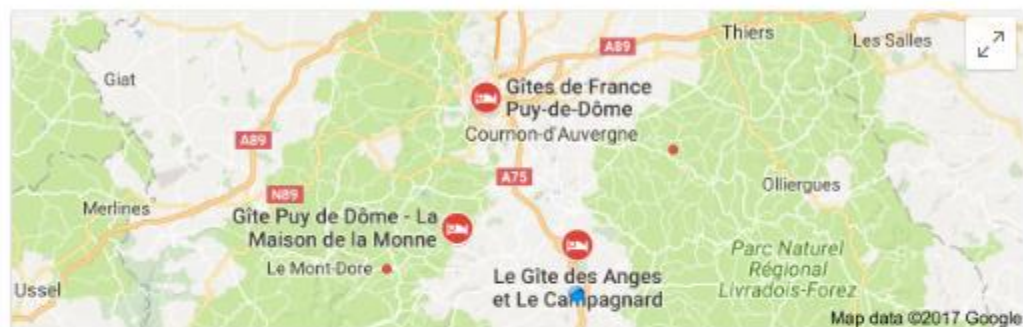 Thiers
Les Salles
A89
Giat
Gîtes de France
Puy-de-Dôme
Cournon-d'Auvergne
A89
A75
N89
Olliergues
Merlines
Gîte Puy de Dôme - La
Maison de la Monne
Le Mont-Dore
Parc Naturel
Régional
Livradois-Forez
Le Gîte des Anges
et Le Campagnard
Ussel
Map data ©2017 Google